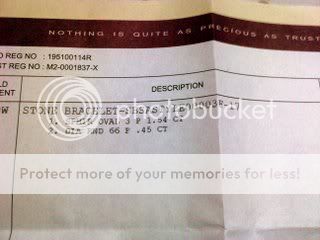 NOTHING IS QUITE AS PRECIOUS AS TRUST
REG NO : 195100114R
ST REG NO : M2-0001837-X
DESCRIPTION
STONE BRACELET
photobucket
OVAL 3 P 1.54 CT
2. DIA RND 66 P .45 CT
Protect more of your memories for less!